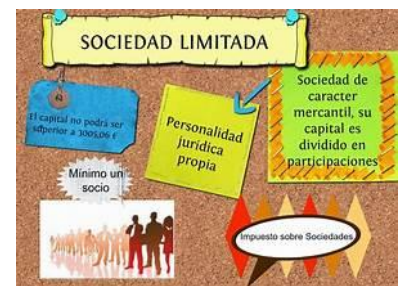 SOCIEDAD LIMITADA
El capital no podrá ser
sdperior a 3005,06 €
Personalidad
jurídica
propia
Sociedad de
caracter
mercantil, su
capital es
dividido en
participaciones
Mínimo un
socio
Impuesto sobre Sociedades